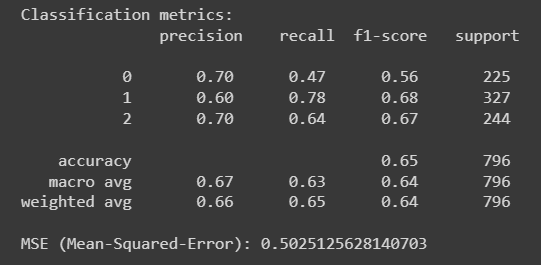 Classification metrics:
precision recall f1-score support
0 0.70 0.47 0.56 225
1 0.60 0.78 0.68 327
2 0.70 0.64 0.67 244
accuracy 0.65 796
macro avg 0.67 0.63 0.64 796
weighted avg 0.66 0.65 0.64 796
MSE (Mean-Squared-Error): 0.5025125628140703